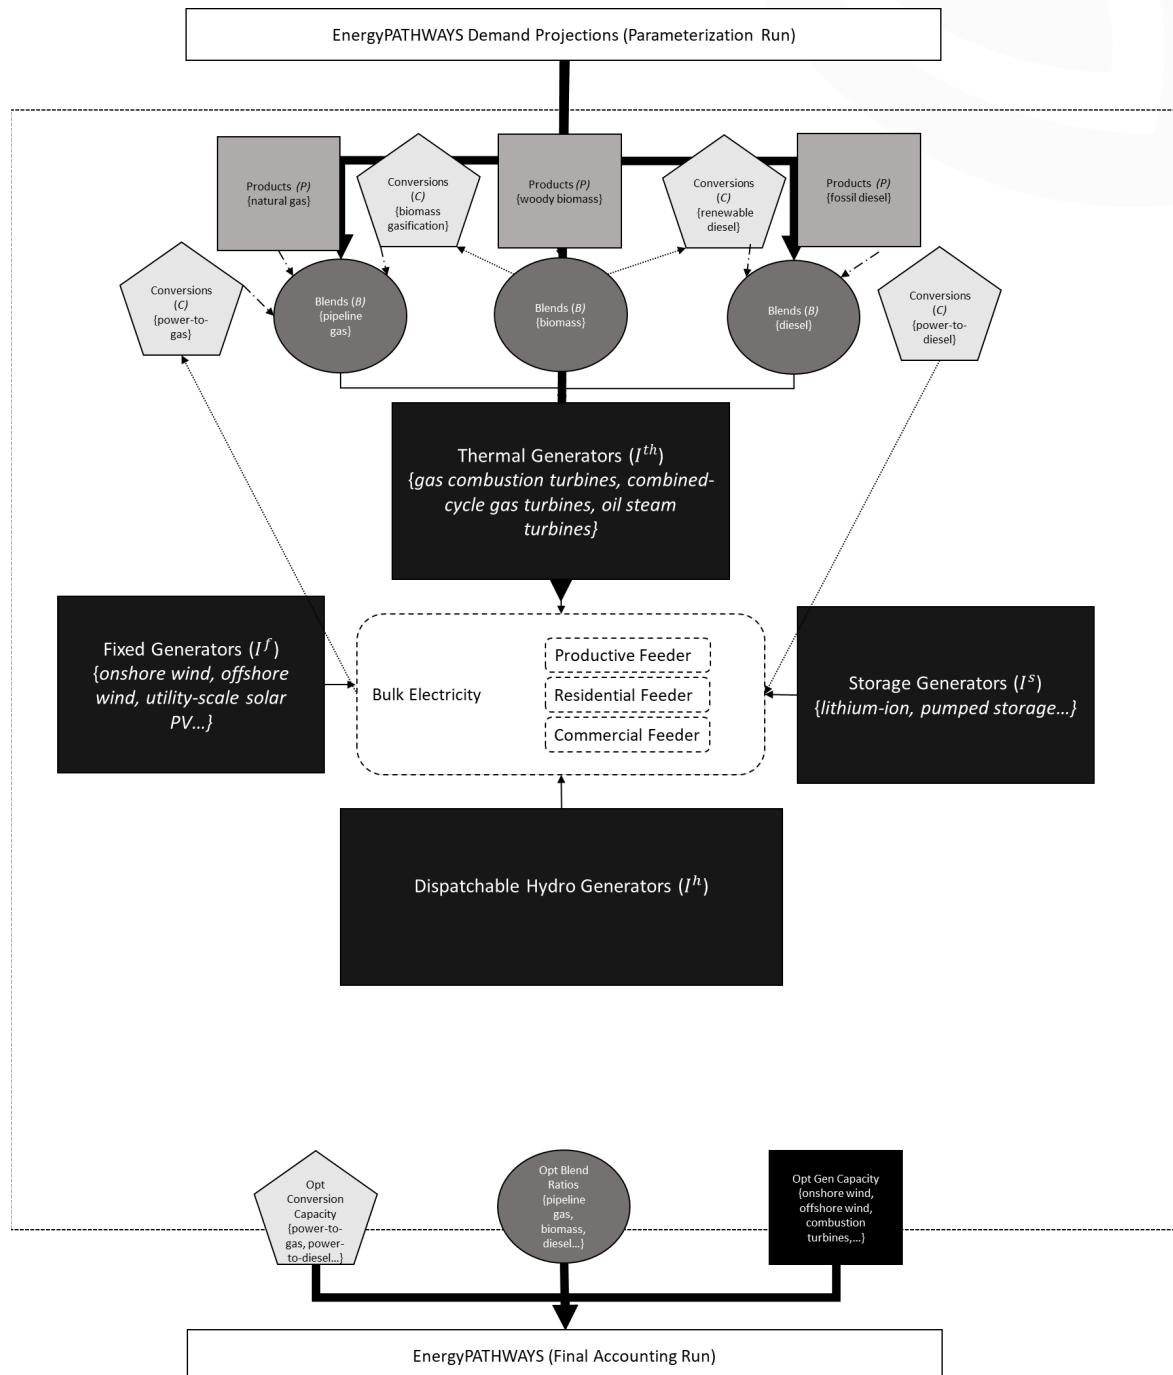 EnergyPATHWAYS Demand Projections (Parameterization Run)
Products (P)
{natural gas}
Conversions
(C)
{biomass
gasification}
Products (P)
{woody biomass}
Conversions
(C)
{renewable
diesel}
Products (P)
{fossil diesel}
Conversions
(C)
{power-to-
gas}
Blends (B)
{pipeline
gas}
Blends (B)
{biomass}
Blends (B)
{diesel}
Conversions
(C)
{power-to-
diesel}
Thermal Generators (I^th)
{gas combustion turbines, combined-
cycle gas turbines, oil steam
turbines}
Fixed Generators (I^f)
{onshore wind, offshore
wind, utility-scale solar
PV…}
Bulk Electricity
Productive Feeder
Residential Feeder
Commercial Feeder
Storage Generators (I^s)
{lithium-ion, pumped storage…}
Dispatchable Hydro Generators (I^h)
Opt
Conversion
Capacity
{power-to-
gas, power-
to-diesel…}
Opt Blend
Ratios
{pipeline
gas,
biomass,
diesel…}
Opt Gen Capacity
{onshore wind,
offshore wind,
combustion
turbines,…}
EnergyPATHWAYS (Final Accounting Run)